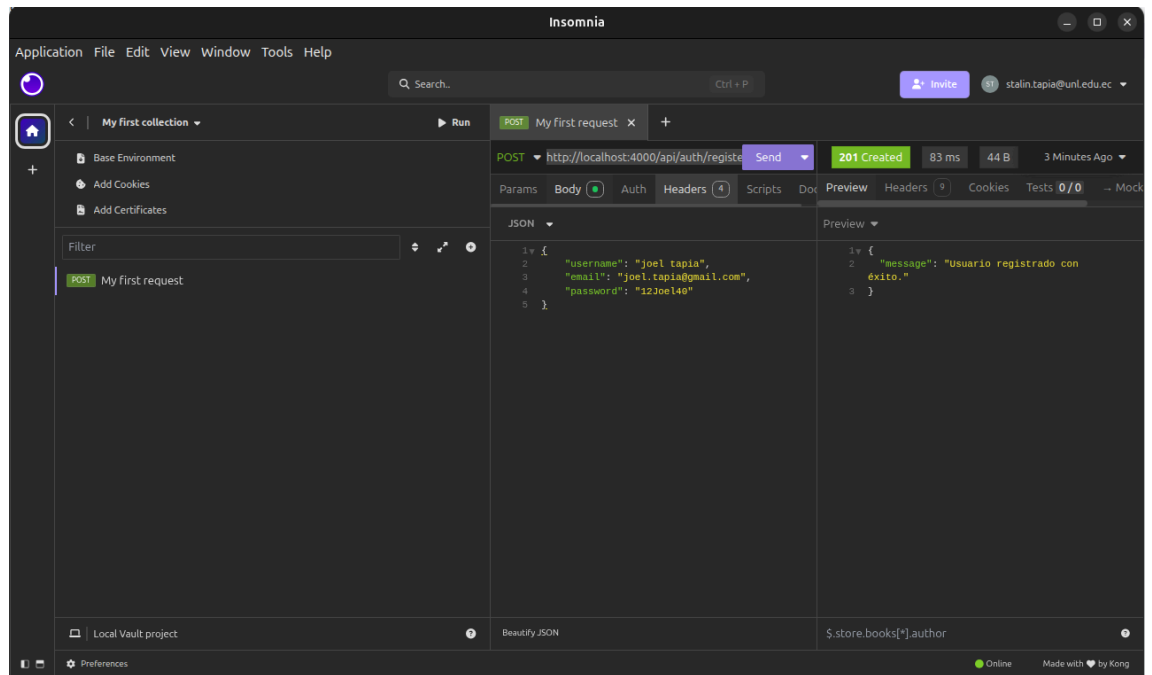 Insomnia
Application File Edit View Window Tools Help
Search.. Ctrl + P
Invite ST stalin.tapia@unl.edu.ec
My first collection
Run
POST My first request
Base Environment
Add Cookies
Add Certificates
Filter
POST My first request
POST http://localhost:4000/api/auth/registe Send
Params Body Auth Headers 4 Scripts Doc
JSON
1 {
2 "username": "joel tapia",
3 "email": "joel.tapia@gmail.com",
4 "password": "12Joel40"
5 }
201 Created 83 ms 44 B 3 Minutes Ago
Preview Headers 9 Cookies Tests 0 / 0 → Mock
Preview
1 {
2 "message": "Usuario registrado con
éxito."
3 }
Local Vault project
Beautify JSON
$.store.books[*].author
Preferences
Online Made with ♥ by Kong